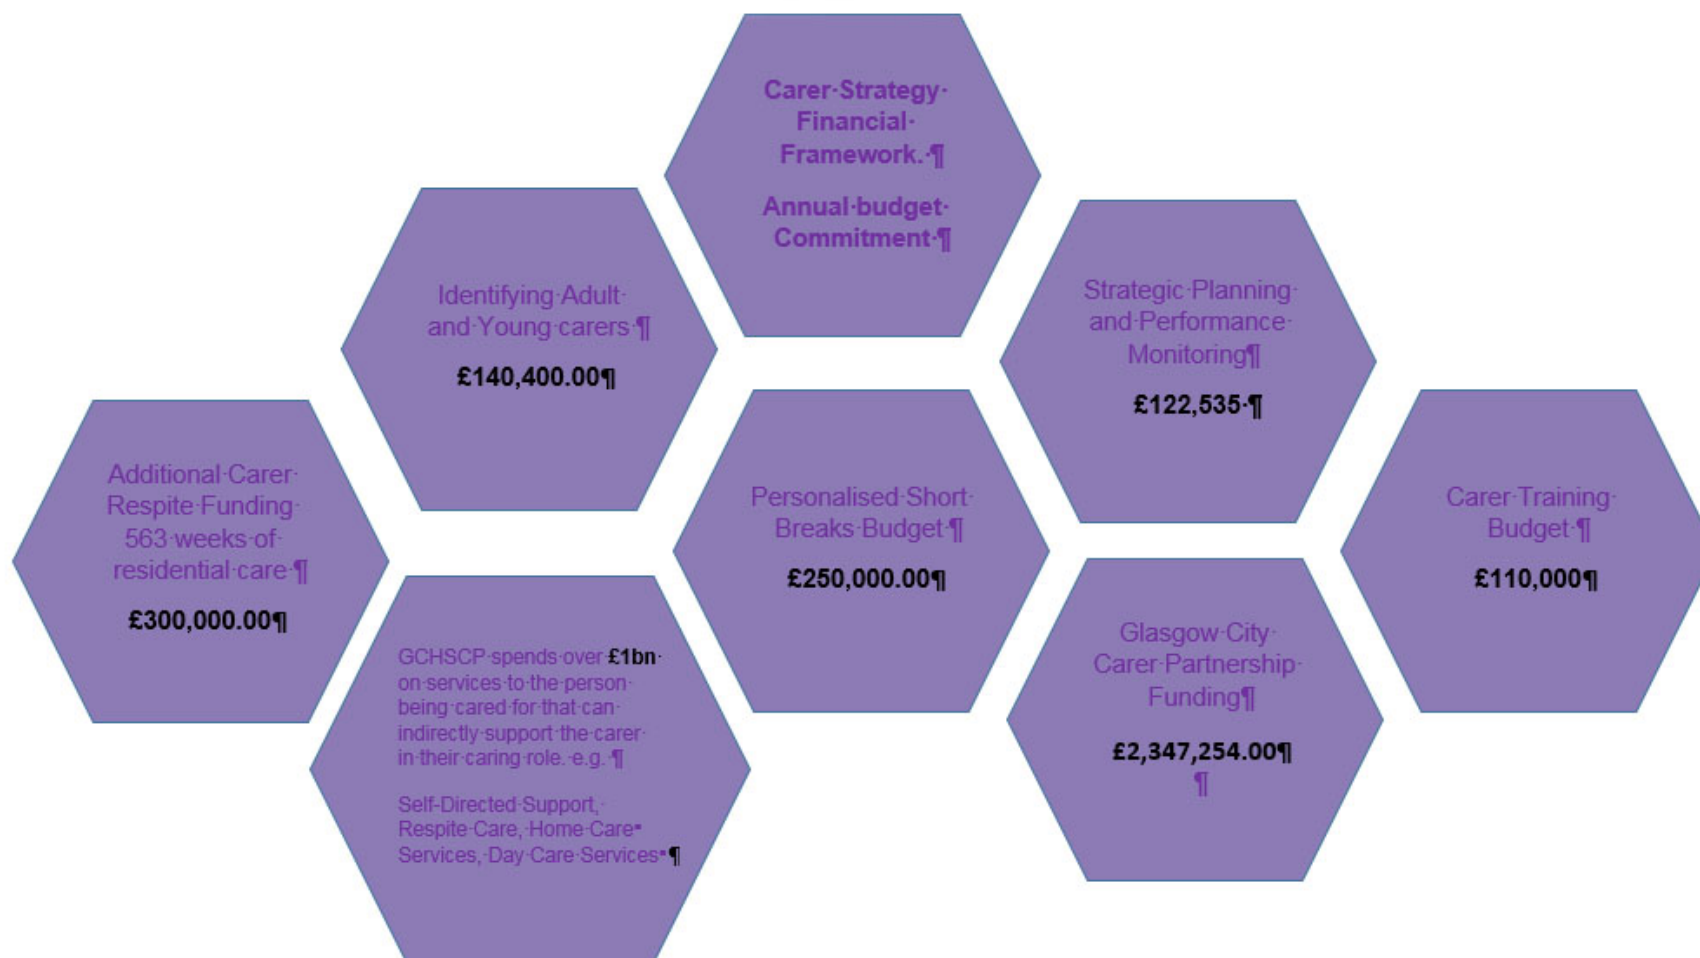 Carer Strategy
Financial
Framework. ¶
Annual budget
Commitment ¶
Identifying Adult
and Young carers ¶
£140,400.00¶
Strategic Planning
and Performance
Monitoring¶
£122,535 ¶
Additional Carer
Respite Funding
563 weeks of
residential care ¶
£300,000.00¶
Personalised Short
Breaks Budget ¶
£250,000.00¶
Carer Training
Budget ¶
£110,000¶
GCHSCP spends over £1bn
on services to the person
being cared for that can
indirectly support the carer
in their caring role. e.g. ¶
Self-Directed Support,
Respite Care, Home Care
Services, Day Care Services ¶
Glasgow City
Carer Partnership
Funding¶
£2,347,254.00¶
¶